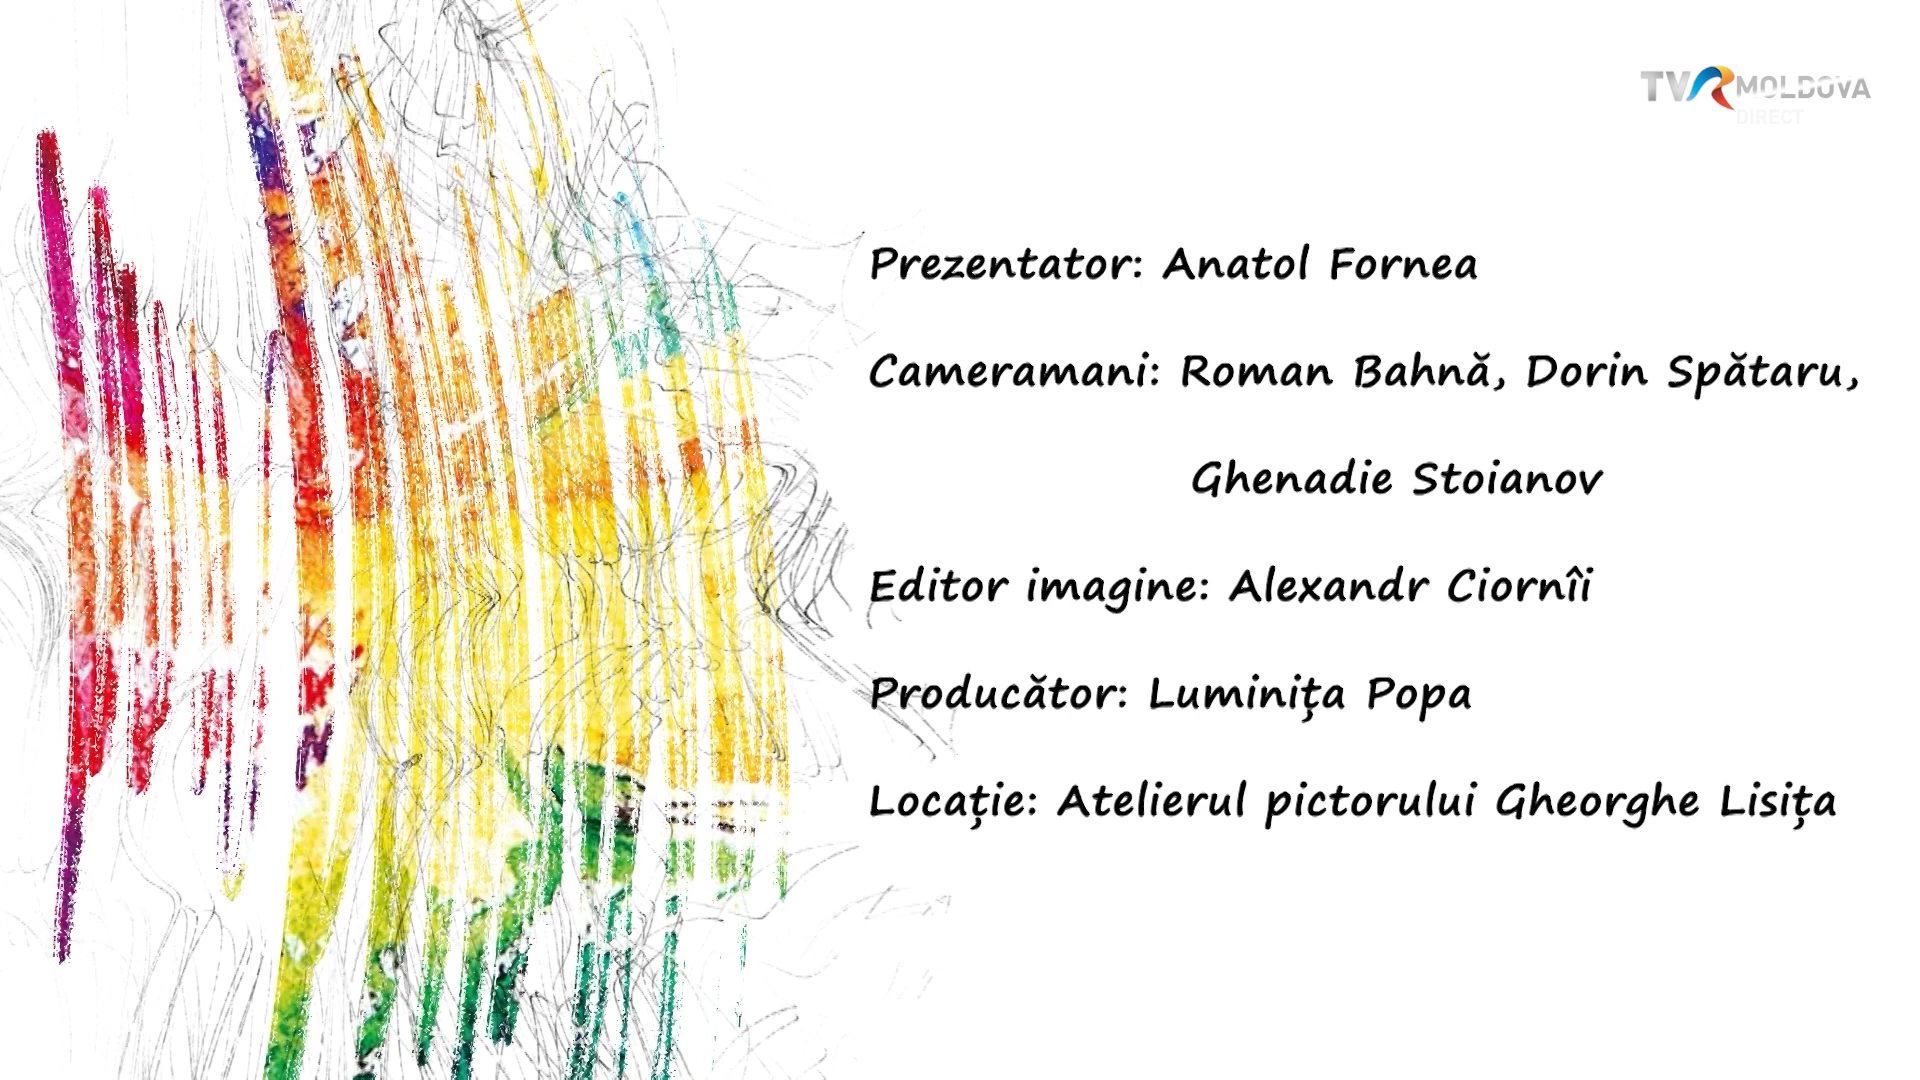 TVR MOLDOVA
DIRECT
Prezentator: Anatol Fornea
Cameramani: Roman Bahnă, Dorin Spătaru,
Ghenadie Stoianov
Editor imagine: Alexandr Ciornîi
Producător: Luminița Popa
Locație: Atelierul pictorului Gheorghe Lisița